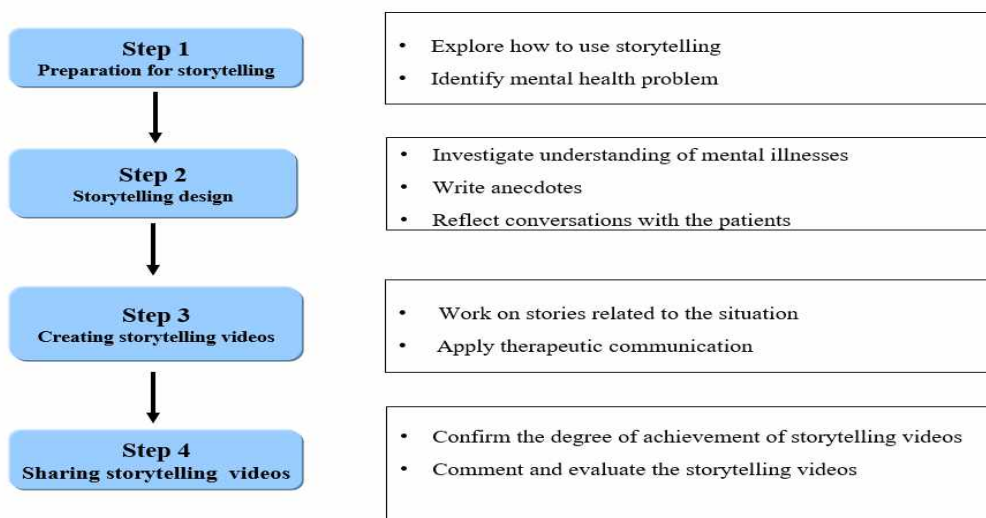 Step 1
Preparation for storytelling
• Explore how to use storytelling
• Identify mental health problem
Step 2
Storytelling design
• Investigate understanding of mental illnesses
• Write anecdotes
• Reflect conversations with the patients
Step 3
Creating storytelling videos
• Work on stories related to the situation
• Apply therapeutic communication
Step 4
Sharing storytelling videos
• Confirm the degree of achievement of storytelling videos
• Comment and evaluate the storytelling videos